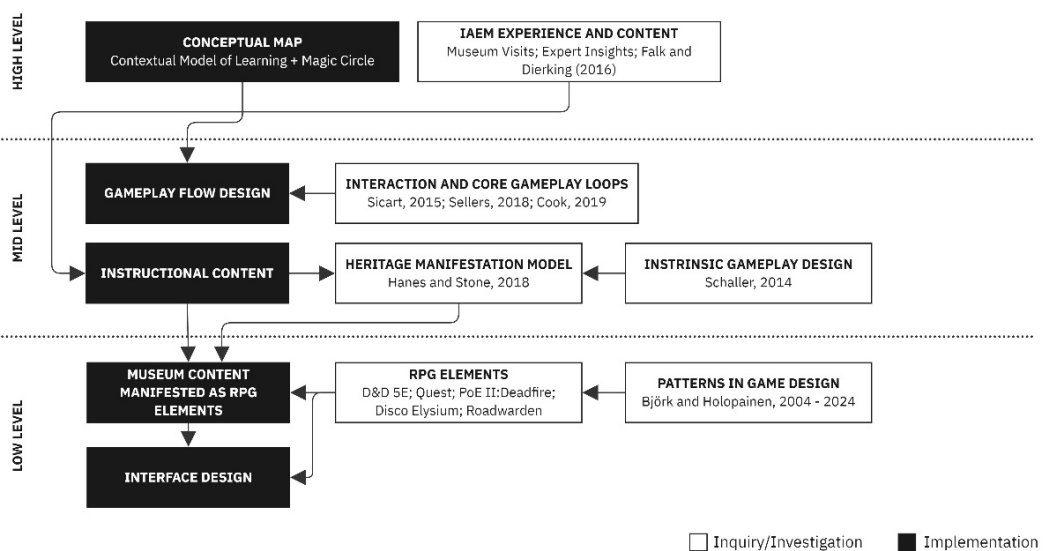 HIGH LEVEL
CONCEPTUAL MAP
Contextual Model of Learning + Magic Circle
IAEM EXPERIENCE AND CONTENT
Museum Visits; Expert Insights; Falk and
Dierking (2016)
MID LEVEL
GAMEPLAY FLOW DESIGN
INTERACTION AND CORE GAMEPLAY LOOPS
Sicart, 2015; Sellers, 2018; Cook, 2019
INSTRUCTIONAL CONTENT
HERITAGE MANIFESTATION MODEL
Hanes and Stone, 2018
INSTRINSIC GAMEPLAY DESIGN
Schaller, 2014
LOW LEVEL
MUSEUM CONTENT
MANIFESTED AS RPG
ELEMENTS
RPG ELEMENTS
D&D 5E; Quest; PoE II:Deadfire;
Disco Elysium; Roadwarden
PATTERNS IN GAME DESIGN
Björk and Holopainen, 2004 - 2024
INTERFACE DESIGN
Inquiry/Investigation
Implementation